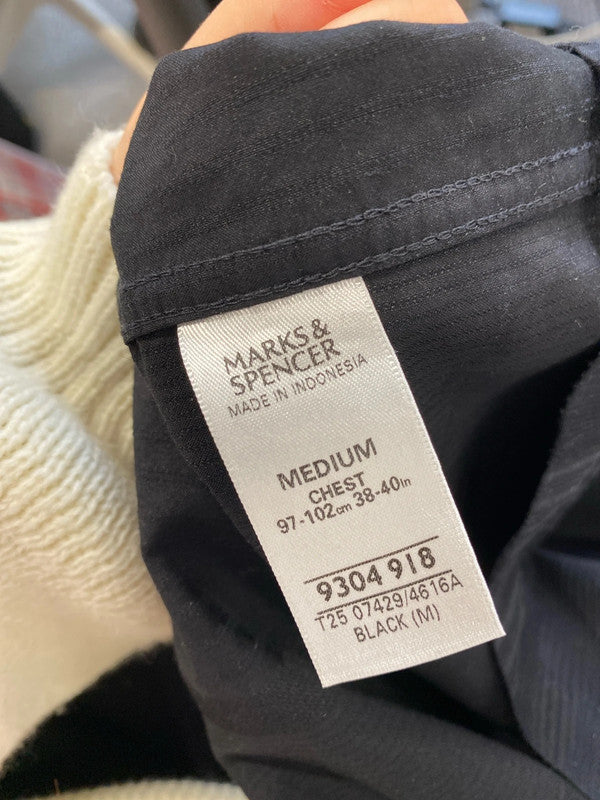 MARKS &
SPENCER
MADE IN INDONESIA
MEDIUM
CHEST
97-102cm 38-40in
9304 918
T25 07429/4616A
BLACK (M)